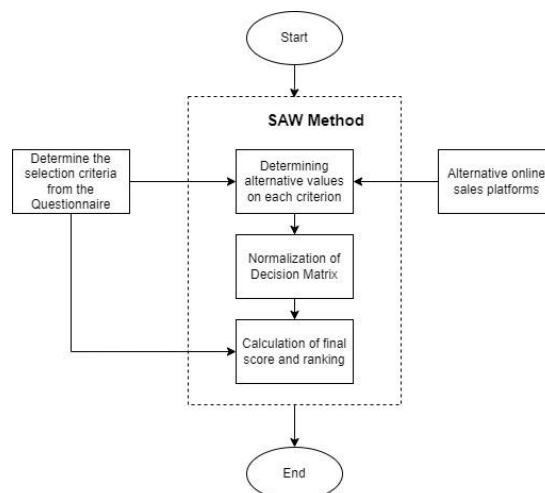 Start
SAW Method
Determine the
selection criteria
from the
Questionnaire
Determining
alternative values
on each criterion
Alternative online
sales platforms
Normalization of
Decision Matrix
Calculation of final
score and ranking
End